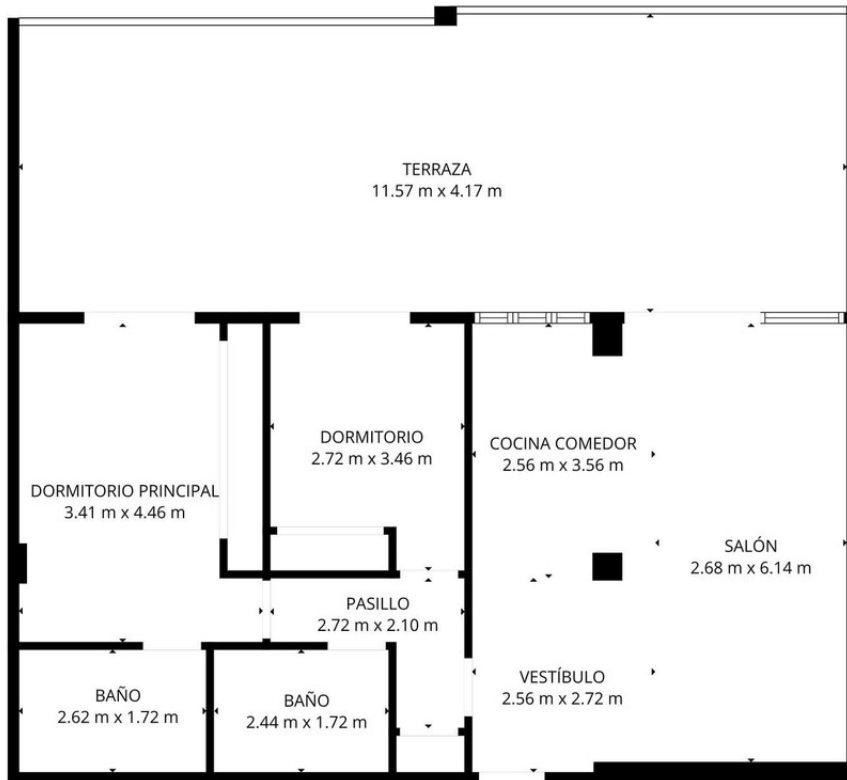 TERRAZA
11.57 m x 4.17 m
DORMITORIO
2.72 m x 3.46 m
COCINA COMEDOR
2.56 m x 3.56 m
DORMITORIO PRINCIPAL
3.41 m x 4.46 m
SALÓN
2.68 m x 6.14 m
PASILLO
2.72 m x 2.10 m
VESTÍBULO
2.56 m x 2.72 m
BAÑO
2.62 m x 1.72 m
BAÑO
2.44 m x 1.72 m